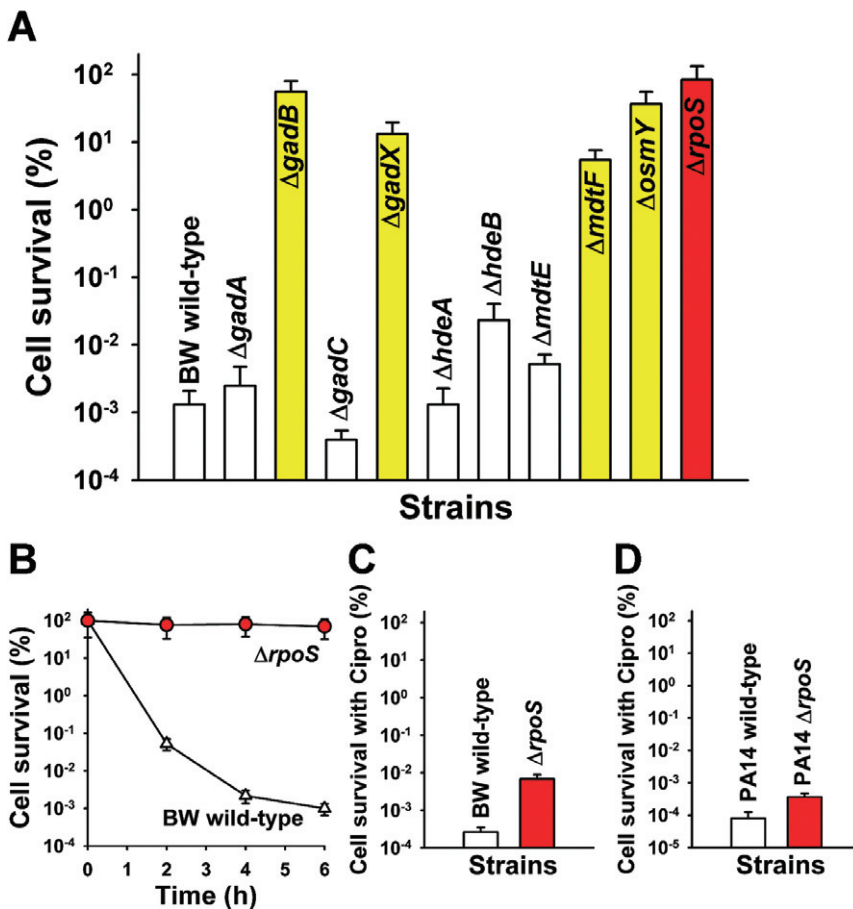 A
Cell survival (%)
10²
10¹
10⁰
10⁻¹
10⁻²
10⁻³
10⁻⁴
BW wild-type
ΔgadA
ΔgadB
ΔgadC
ΔgadX
ΔhdeA
ΔhdeB
ΔmdtE
ΔmdtF
ΔosmY
ΔrpoS
Strains
B
Cell survival (%)
10²
10¹
10⁰
10⁻¹
10⁻²
10⁻³
10⁻⁴
ΔrpoS
BW wild-type
0 1 2 3 4 5 6
Time (h)
C
Cell survival with Cipro (%)
10²
10¹
10⁰
10⁻¹
10⁻²
10⁻³
10⁻⁴
BW wild-type
ΔrpoS
Strains
D
Cell survival with Cipro (%)
10²
10¹
10⁰
10⁻¹
10⁻²
10⁻³
10⁻⁴
10⁻⁵
PA14 wild-type
PA14 ΔrpoS
Strains